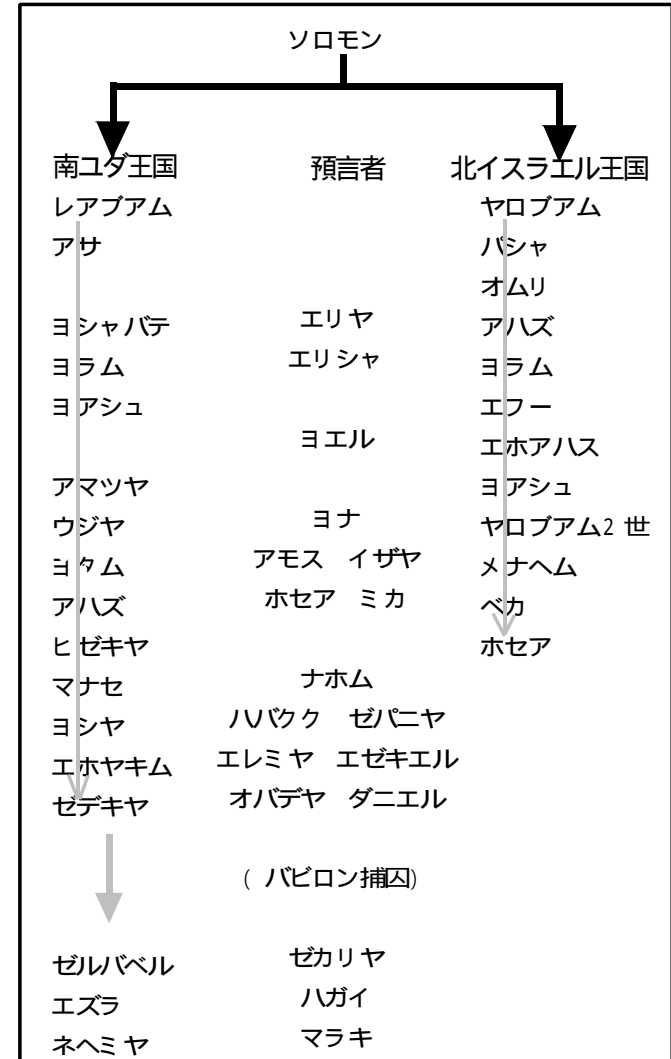 ソロモン
南ユダ王国 預言者 北イスラエル王国
レアブアム ヤロブアム
アサ パシャ
オムリ
ヨシャバテ エリヤ アハズ
ヨラム エリシャ ヨラム
ヨアシュ エフー
ヨエル エホアハス
アマツヤ ヨアシュ
ウジヤ ヨナ ヤロブアム2 世
ヨタム アモス イザヤ メナヘム
アハズ ホセア ミカ ベカ
ヒゼキヤ ホセア
マナセ ナホム
ヨシヤ ハバクク ゼパニヤ
エホヤキム エレミヤ エゼキエル
ゼデキヤ オバデヤ ダニエル
( バビロン捕囚)
ゼルバベル ゼカリヤ
エズラ ハガイ
ネヘミヤ マラキ